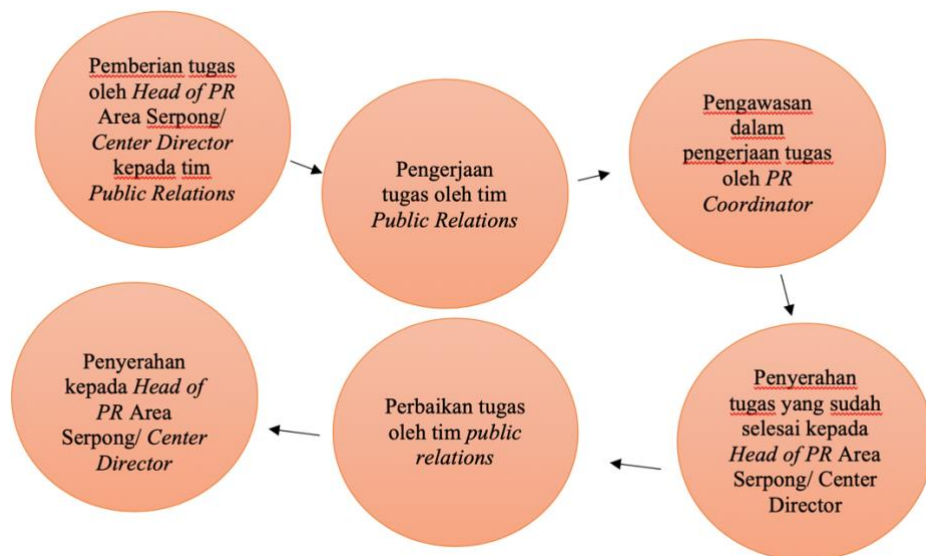 Pemberian tugas
oleh Head of PR
Area Serpong/
Center Director
kepada tim
Public Relations
Pengerjaan
tugas oleh tim
Public Relations
Pengawasan
dalam
pengerjaan tugas
oleh PR
Coordinator
Penyerahan
tugas yang sudah
selesai kepada
Head of PR Area
Serpong/ Center
Director
Perbaikan tugas
oleh tim public
relations
Penyerahan
kepada Head of
PR Area
Serpong/ Center
Director